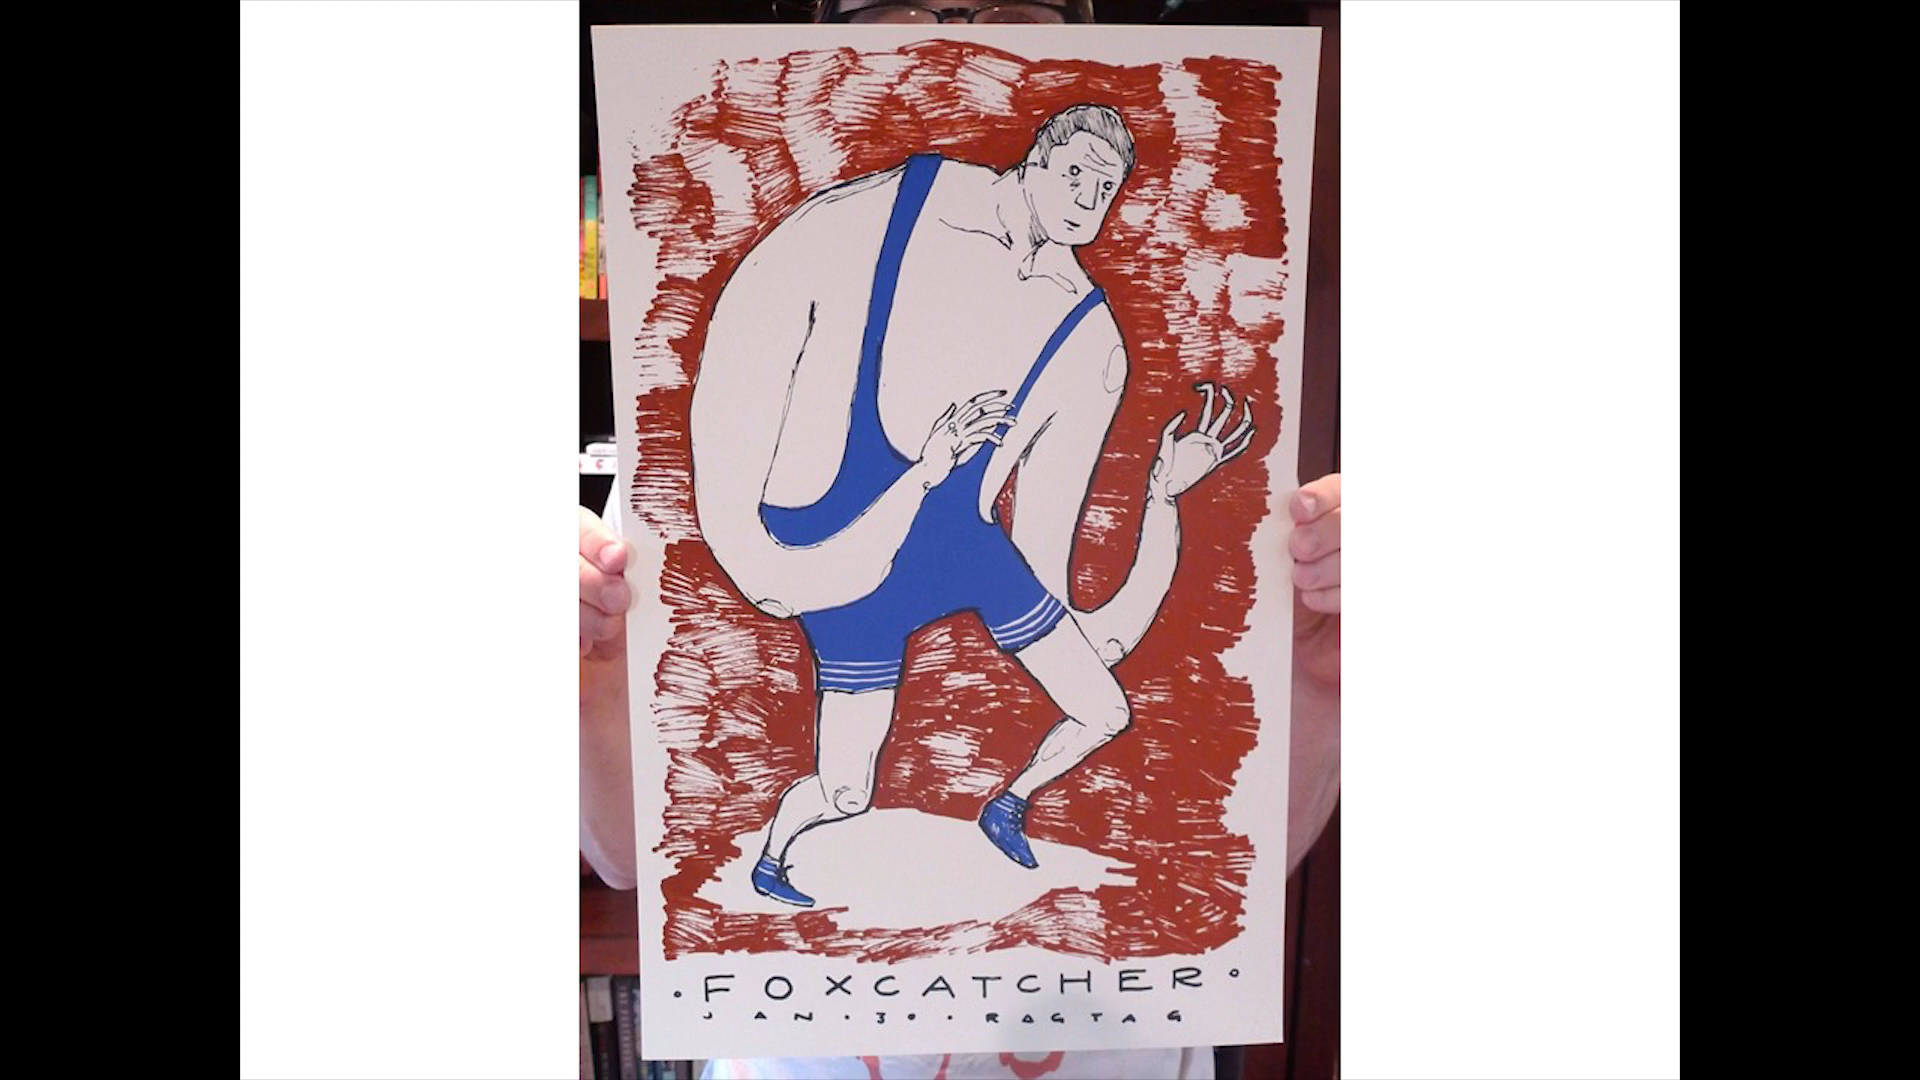 • FOXCATCHER •
JAN • 30 • RAGTAG